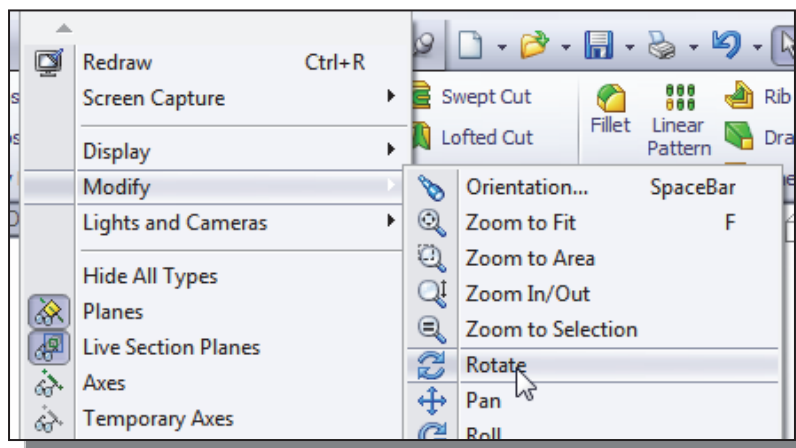 Redraw Ctrl+R
Screen Capture
Display
Modify
Lights and Cameras
Hide All Types
Planes
Live Section Planes
Axes
Temporary Axes
Swept Cut
Lofted Cut
Fillet
Linear
Pattern
Rib
Dra
Orientation... SpaceBar
Zoom to Fit F
Zoom to Area
Zoom In/Out
Zoom to Selection
Rotate
Pan
Roll